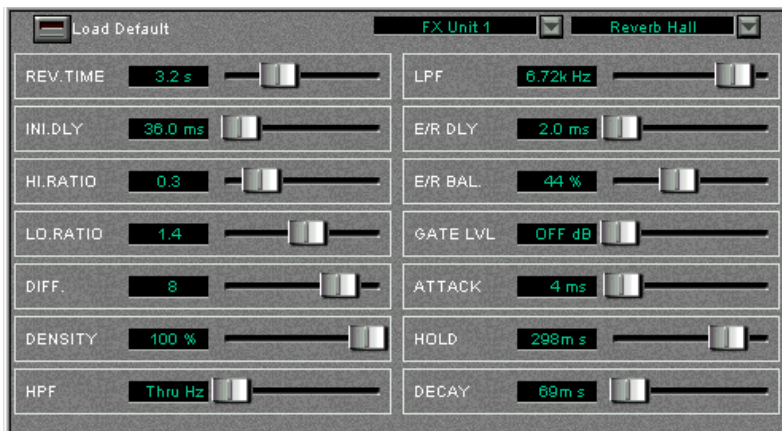 Load Default FX Unit 1 Reverb Hall
REV.TIME 3.2 s LPF 6.72k Hz
INI.DLY 36.0 ms E/R DLY 2.0 ms
HI.RATIO 0.3 E/R BAL. 44 %
LO.RATIO 1.4 GATE LVL OFF dB
DIFF. 8 ATTACK 4 ms
DENSITY 100 % HOLD 298m s
HPF Thru Hz DECAY 69m s